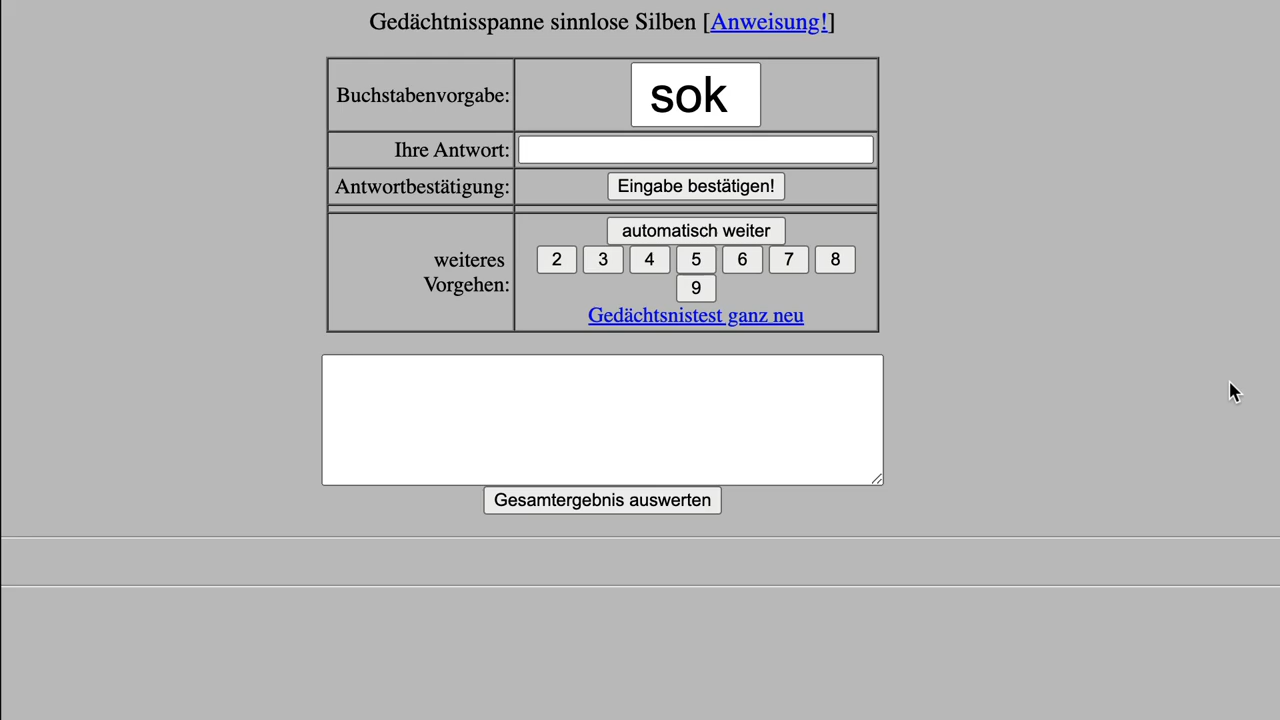 Gedächtnisspanne sinnlose Silben [Anweisung!]
Buchstabenvorgabe: sok
Ihre Antwort:
Antwortbestätigung: Eingabe bestätigen!
weiteres Vorgehen:
automatisch weiter
2 3 4 5 6 7 8
9
Gedächtsnistest ganz neu
Gesamtergebnis auswerten